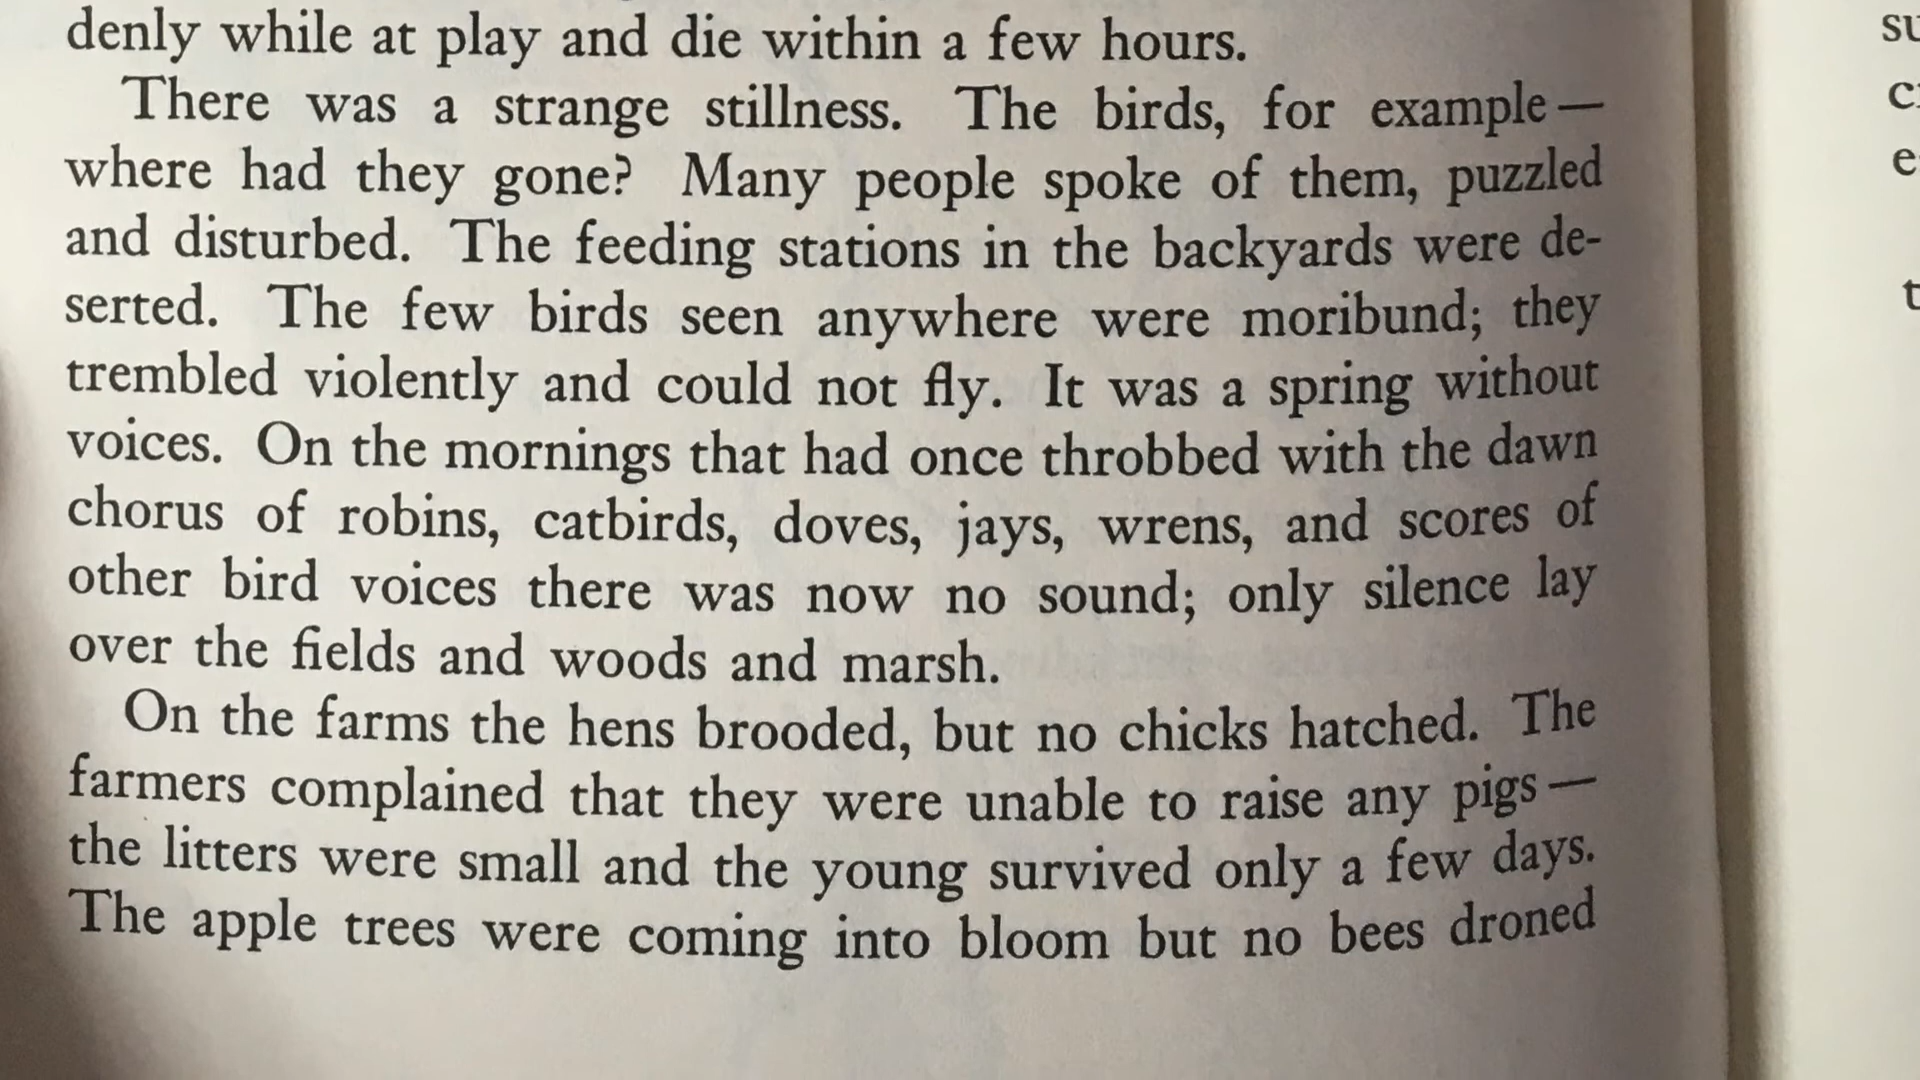 denly while at play and die within a few hours.
There was a strange stillness. The birds, for example—
where had they gone? Many people spoke of them, puzzled
and disturbed. The feeding stations in the backyards were de-
serted. The few birds seen anywhere were moribund; they
trembled violently and could not fly. It was a spring without
voices. On the mornings that had once throbbed with the dawn
chorus of robins, catbirds, doves, jays, wrens, and scores of
other bird voices there was now no sound; only silence lay
over the fields and woods and marsh.
On the farms the hens brooded, but no chicks hatched. The
farmers complained that they were unable to raise any pigs—
the litters were small and the young survived only a few days.
The apple trees were coming into bloom but no bees droned